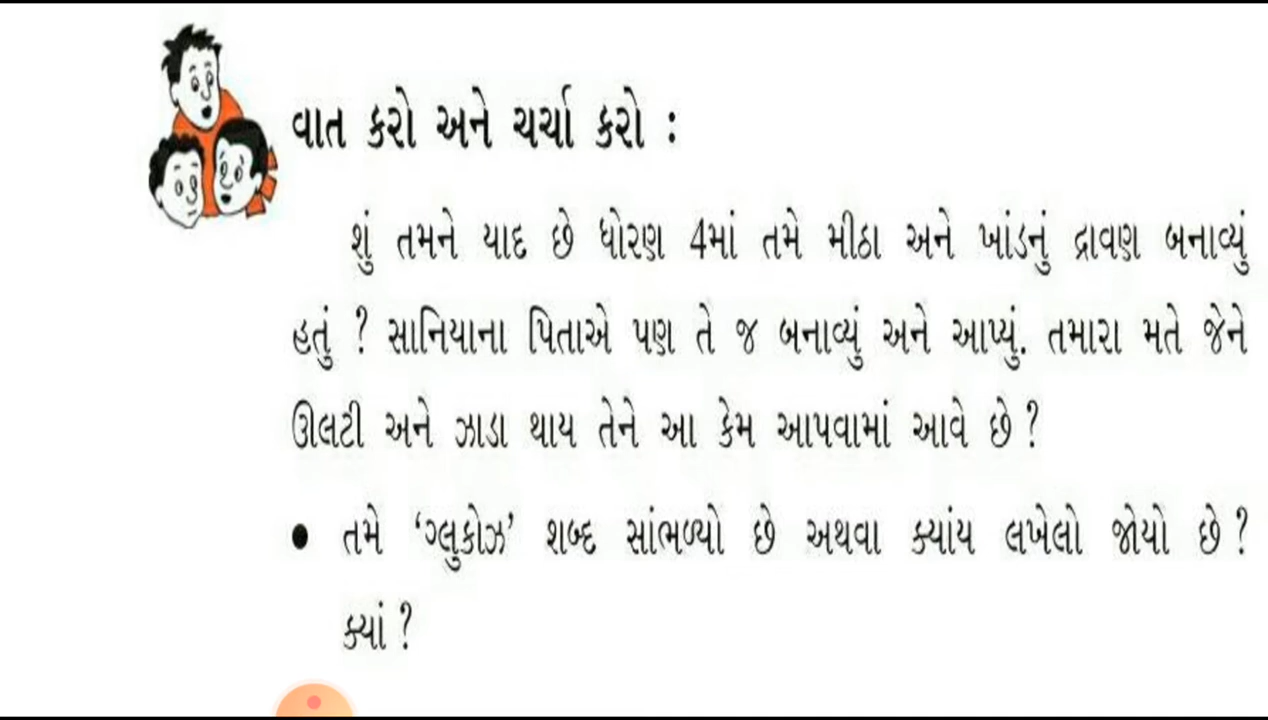 વાત કરો અને ચર્ચા કરો :
શું તમને યાદ છે ધોરણ 4માં તમે મીઠા અને ખાંડનું દ્રાવણ બનાવ્યું
હતું ? સાનિયાના પિતાએ પણ તે જ બનાવ્યું અને આપ્યું. તમારા મતે જેને
ઊલટી અને ઝાડા થાય તેને આ કેમ આપવામાં આવે છે ?
• તમે ‘ગ્લુકોઝ’ શબ્દ સાંભળ્યો છે અથવા ક્યાંય લખેલો જોયો છે ?
ક્યાં ?